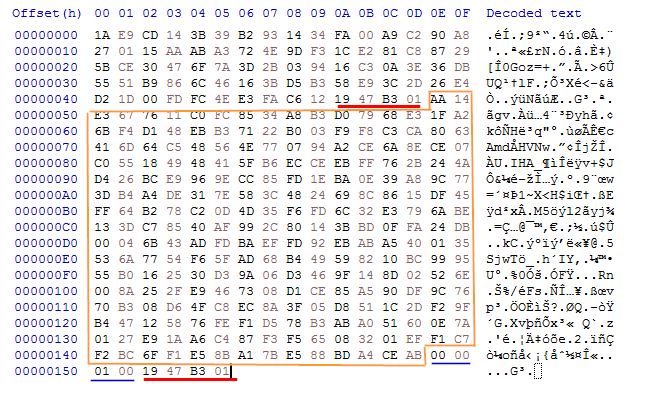 Offset(h) 00 01 02 03 04 05 06 07 08 09 0A 0B 0C 0D 0E 0F Decoded text
00000000 1A E9 CD 14 3B 39 B2 93 14 34 FA 00 A9 C2 90 A8 .éÍ.;9²“.4ú.©Â.¨
00000010 27 01 15 AA AB A3 72 4E 9D F3 1C E2 81 C8 87 29 '..ª«£rN.ó.â.È‡)
00000020 5B CE 30 47 6F 7A 3D 2B 03 94 16 C3 0A 3E 36 DB [Î0Goz=+.”.Ã.>6Û
00000030 55 51 B9 86 6C 46 16 3B D5 B3 58 E9 3C 2D 26 E4 UQ¹†lF.;Õ³Xé<-&ä
00000040 D2 1D 00 FD FC 4E E3 FA C6 12 19 47 B3 01 AA 14
00000050 E3 67 76 11 C0 FC 85 34 A8 B3 D0 79 68 E3 1F A2 ãgv.Àü…4¨³Ðyhã.¢
00000060 6B F4 D1 48 EB B3 71 22 B0 03 F9 F8 C3 CA 80 63 kôÑHë³q"°.ùøÃÊ€c
00000070 41 6D 64 C5 48 56 4E 77 07 94 A2 CE 6A 8E CE 07 AmdÅHVNw.”¢ÎjŽÎ.
00000080 C0 55 18 49 48 41 5F B6 EC CE EB FF 76 2B 24 4A
00000090 D4 26 BC E9 96 9E CC 85 FD 1E BA 0E 39 A8 9C 77 Ô&¼é–žÌ…ý.º.9¨œw
000000A0 3D B4 A4 DE 31 7E 58 3C 48 24 69 8C 86 15 DF 45 =´¤Þ1~X<H$iŒ†.ßE
000000B0 FF 64 B2 78 C2 0D 4D 35 F6 FD 6C 32 E3 79 6A BE ÿd²xÂ.M5öýl2ãyj¾
000000C0 13 3D C7 85 40 AF 99 2C 80 14 3B BD 0F FA 24 DB .=Ç…@¯™,€.;½.ú$Û
000000D0 00 04 6B 43 AD FD BA EF FD 92 EB AB A5 40 01 35
000000E0 53 6A 77 54 F6 5F AD 68 B4 49 59 82 10 BC 99 95
000000F0 55 B0 16 25 30 D3 9A 06 D3 46 9F 14 8D 02 52 6E U°.%0Óš.ÓFŸ...Rn
00000100 00 8A 25 2F E9 46 73 08 D1 CE 85 A5 90 DF 9C 76
00000110 70 B3 08 D6 4F C8 EC 8A 3F 05 D8 51 1C 2D F2 9F p³.ÖOÈìŠ?.ØQ.-òŸ
00000120 B4 47 12 58 76 FE F1 D5 78 B3 AB A0 51 60 0E 7A
00000130 01 27 E9 1A A6 C4 87 F3 F5 65 08 32 01 EF F1 C7 .'é.¦Ä‡óõe.2.ïñÇ
00000140 F2 BC 6F F1 E5 8B A1 7B E5 88 BD A4 CE AB 00 00 ò¼oñå‹¡{åˆ½¤Î«..
00000150 01 00 19 47 B3 01 ...G³.